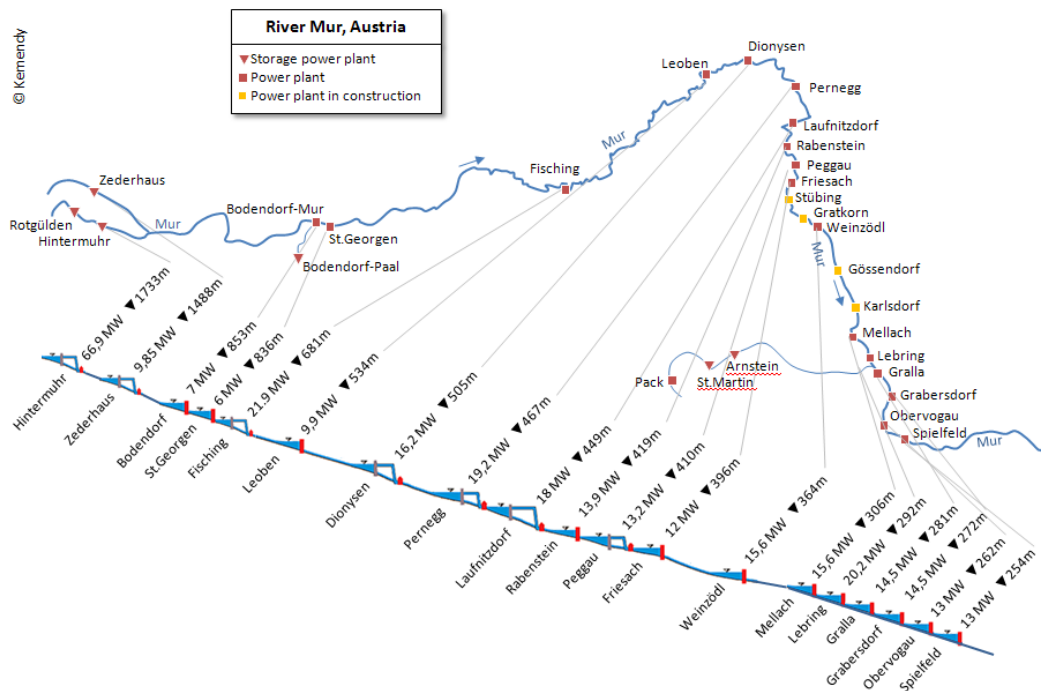 © Kemendy
River Mur, Austria
Storage power plant
Power plant
Power plant in construction
Dionysen
Leoben
Pernegg
Laufnitzdorf
Rabenstein
Mur
Peggau
Fisching
Friesach
Zederhaus
Stübing
Gratkorn
Bodendorf-Mur
Rotgülden
Mur
Weinzödl
Hintermuhr
St.Georgen
Mur
Bodendorf-Paal
Gössendorf
Karlsdorf
Mellach
Lebring
Arnstein
Gralla
Pack
St.Martin
Grabersdorf
Obervogau
Spielfeld
Mur
66,9 MW ▼1733m
9,85 MW ▼1488m
7 MW ▼853m
6 MW ▼836m
21,9 MW ▼681m
9,9 MW ▼534m
16,2 MW ▼505m
19,2 MW ▼467m
18 MW ▼449m
13,9 MW ▼419m
13,2 MW ▼410m
12 MW ▼396m
15,6 MW ▼364m
15,6 MW ▼306m
20,2 MW ▼292m
14,5 MW ▼281m
14,5 MW ▼272m
13 MW ▼262m
13 MW ▼254m
Hintermuhr
Zederhaus
Bodendorf
St.Georgen
Fisching
Leoben
Dionysen
Pernegg
Laufnitzdorf
Rabenstein
Peggau
Friesach
Weinzödl
Mellach
Lebring
Gralla
Grabersdorf
Obervogau
Spielfeld